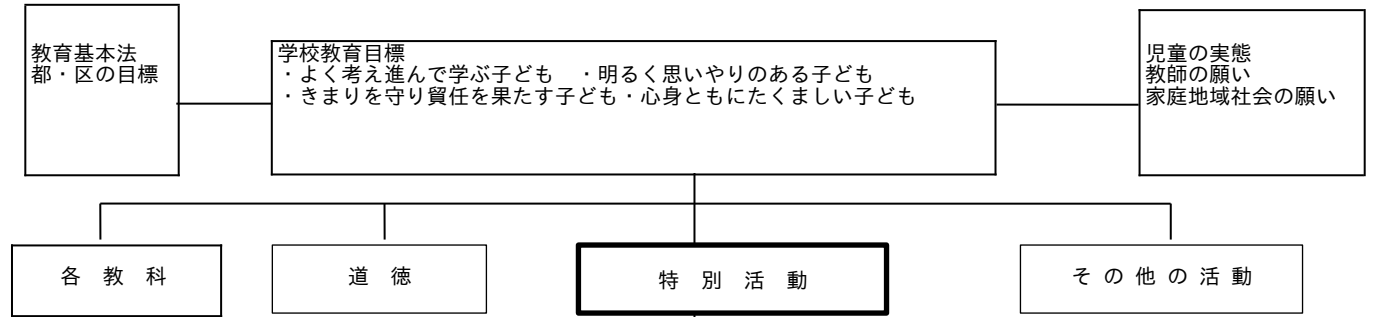 教育基本法
都・区の目標
学校教育目標
・よく考え進んで学ぶ子ども　・明るく思いやりのある子ども
・きまりを守り貿任を果たす子ども・心身ともにたくましい子ども
児童の実態
教師の願い
家庭地域社会の願い
各　教　科
道　徳
特　別　活　動
そ の 他 の 活 動